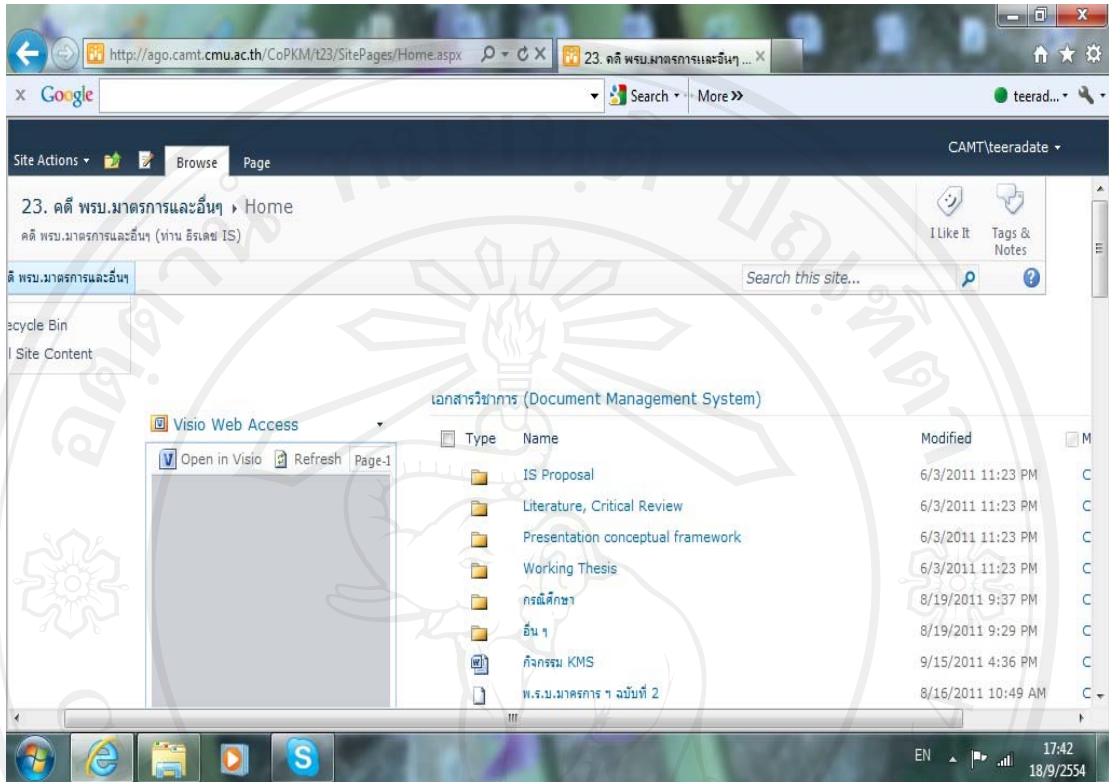 http://ago.camt.cmu.ac.th/CoPKM/t23/SitePages/Home.aspx
23. คดี พรบ.มาตรการและอื่นๆ ...
x Google Search More »
teerad...
Site Actions Browse Page
CAMT\teeradate
23. คดี พรบ.มาตรการและอื่นๆ Home
คดี พรบ.มาตรการและอื่นๆ (ท่าน ธิรเดช IS)
I Like It Tags & Notes
ดี พรบ.มาตรการและอื่นๆ
Search this site...
ecycle Bin
l Site Content
เอกสารวิชาการ (Document Management System)
Visio Web Access
Open in Visio Refresh Page-1
Type Name Modified M
IS Proposal 6/3/2011 11:23 PM C
Literature, Critical Review 6/3/2011 11:23 PM C
Presentation conceptual framework 6/3/2011 11:23 PM C
Working Thesis 6/3/2011 11:23 PM C
กรณีศึกษา 8/19/2011 9:37 PM C
อื่น ๆ 8/19/2011 9:29 PM C
กิจกรรม KMS 9/15/2011 4:36 PM C
พ.ร.บ.มาตรการ ฯ ฉบับที่ 2 8/16/2011 10:49 AM C
EN 17:42
18/9/2554